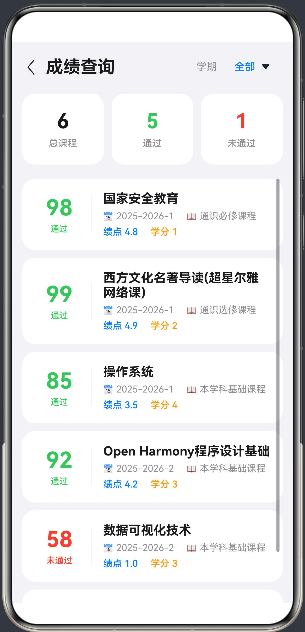 成绩查询 学期 全部
6 5 1
总课程 通过 未通过
98 国家安全教育
2025-2026-1 通识必修课程
通过 绩点 4.8 学分 1
99 西方文化名著导读(超星尔雅
网络课)
2025-2026-1 通识选修课程
通过 绩点 4.9 学分 2
85 操作系统
2025-2026-1 本学科基础课程
通过 绩点 3.5 学分 4
92 Open Harmony程序设计基础
2025-2026-2 本学科基础课程
通过 绩点 4.2 学分 3
58 数据可视化技术
2025-2026-2 本学科基础课程
未通过 绩点 1.0 学分 3